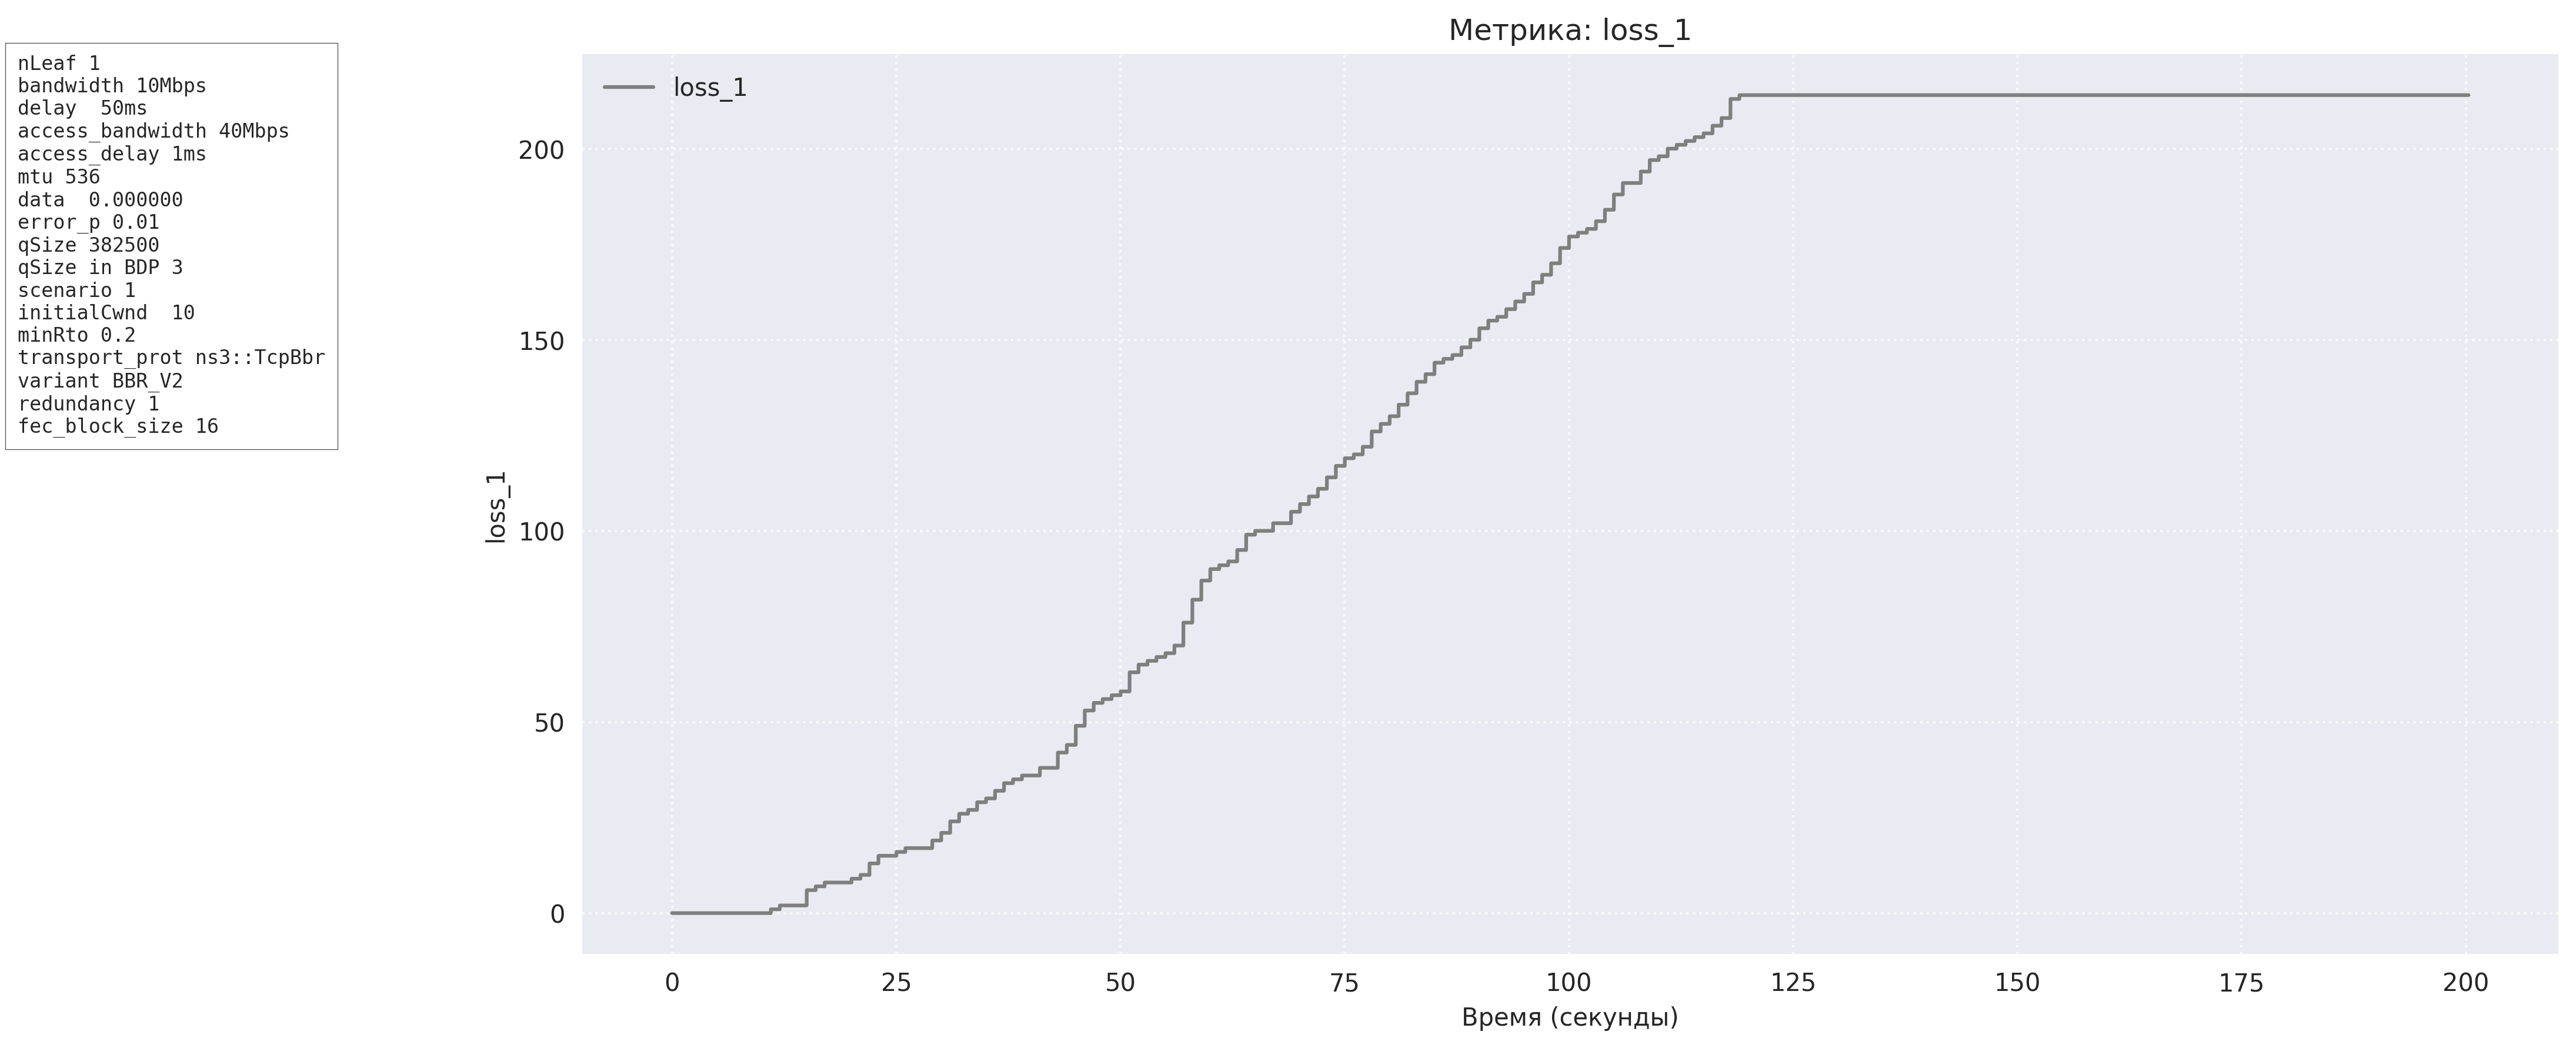 Метрика: loss_1
nLeaf 1
bandwidth 10Mbps
delay  50ms
access_bandwidth 40Mbps
access_delay 1ms
mtu 536
data  0.000000
error_p 0.01
qSize 382500
qSize in BDP 3
scenario 1
initialCwnd  10
minRto 0.2
transport_prot ns3::TcpBbr
variant BBR_V2
redundancy 1
fec_block_size 16
loss_1
loss_1
200
150
100
50
0
0 25 50 75 100 125 150 175 200
Время (секунды)